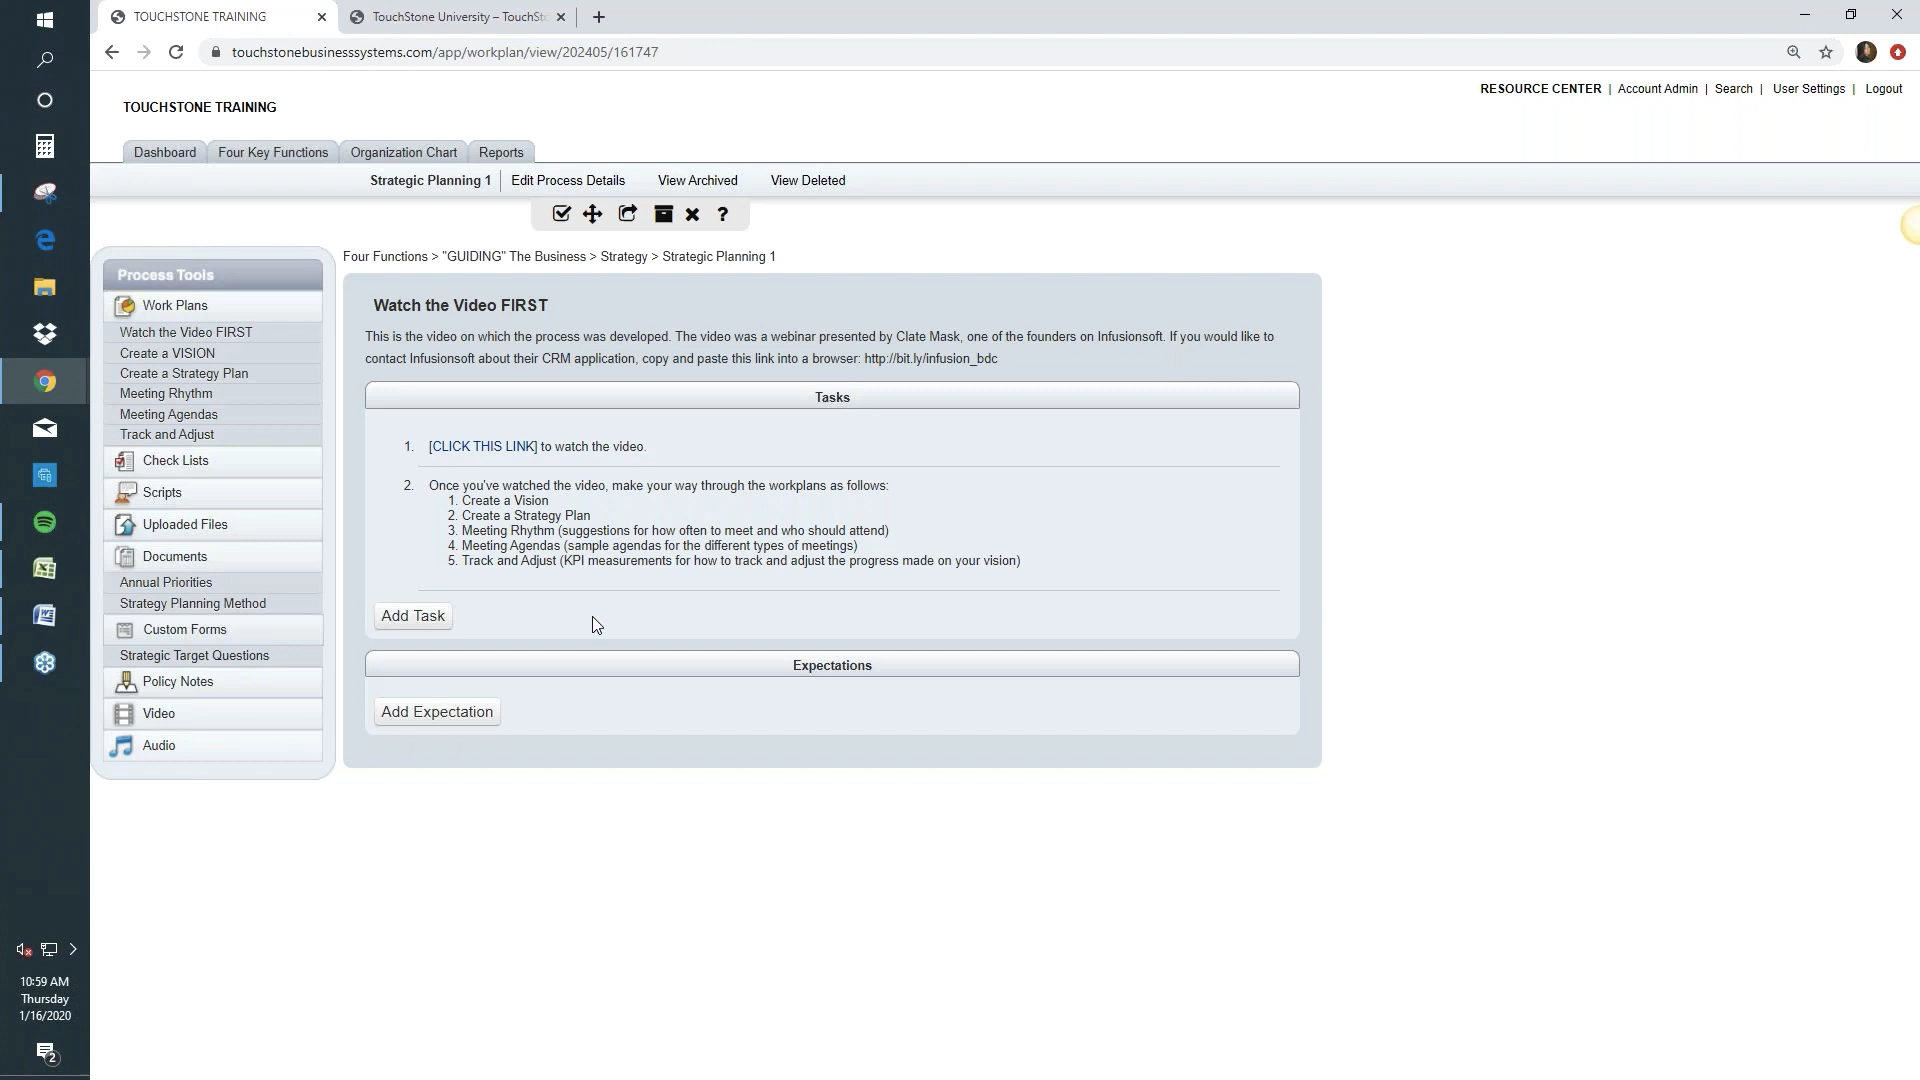 TOUCHSTONE TRAINING
TouchStone University – TouchSt
touchstonebusinesssystems.com/app/workplan/view/202405/161747
RESOURCE CENTER | Account Admin | Search | User Settings | Logout
TOUCHSTONE TRAINING
Dashboard
Four Key Functions
Organization Chart
Reports
Strategic Planning 1
Edit Process Details
View Archived
View Deleted
?
Four Functions > "GUIDING" The Business > Strategy > Strategic Planning 1
Process Tools
Work Plans
Watch the Video FIRST
Create a VISION
Create a Strategy Plan
Meeting Rhythm
Meeting Agendas
Track and Adjust
Check Lists
Scripts
Uploaded Files
Documents
Annual Priorities
Strategy Planning Method
Custom Forms
Strategic Target Questions
Policy Notes
Video
Audio
Watch the Video FIRST
This is the video on which the process was developed. The video was a webinar presented by Clate Mask, one of the founders on Infusionsoft. If you would like to
contact Infusionsoft about their CRM application, copy and paste this link into a browser: http://bit.ly/infusion_bdc
Tasks
1. [CLICK THIS LINK] to watch the video.
2. Once you've watched the video, make your way through the workplans as follows:
1. Create a Vision
2. Create a Strategy Plan
3. Meeting Rhythm (suggestions for how often to meet and who should attend)
4. Meeting Agendas (sample agendas for the different types of meetings)
5. Track and Adjust (KPI measurements for how to track and adjust the progress made on your vision)
Add Task
Expectations
Add Expectation
10:59 AM
Thursday
1/16/2020
2